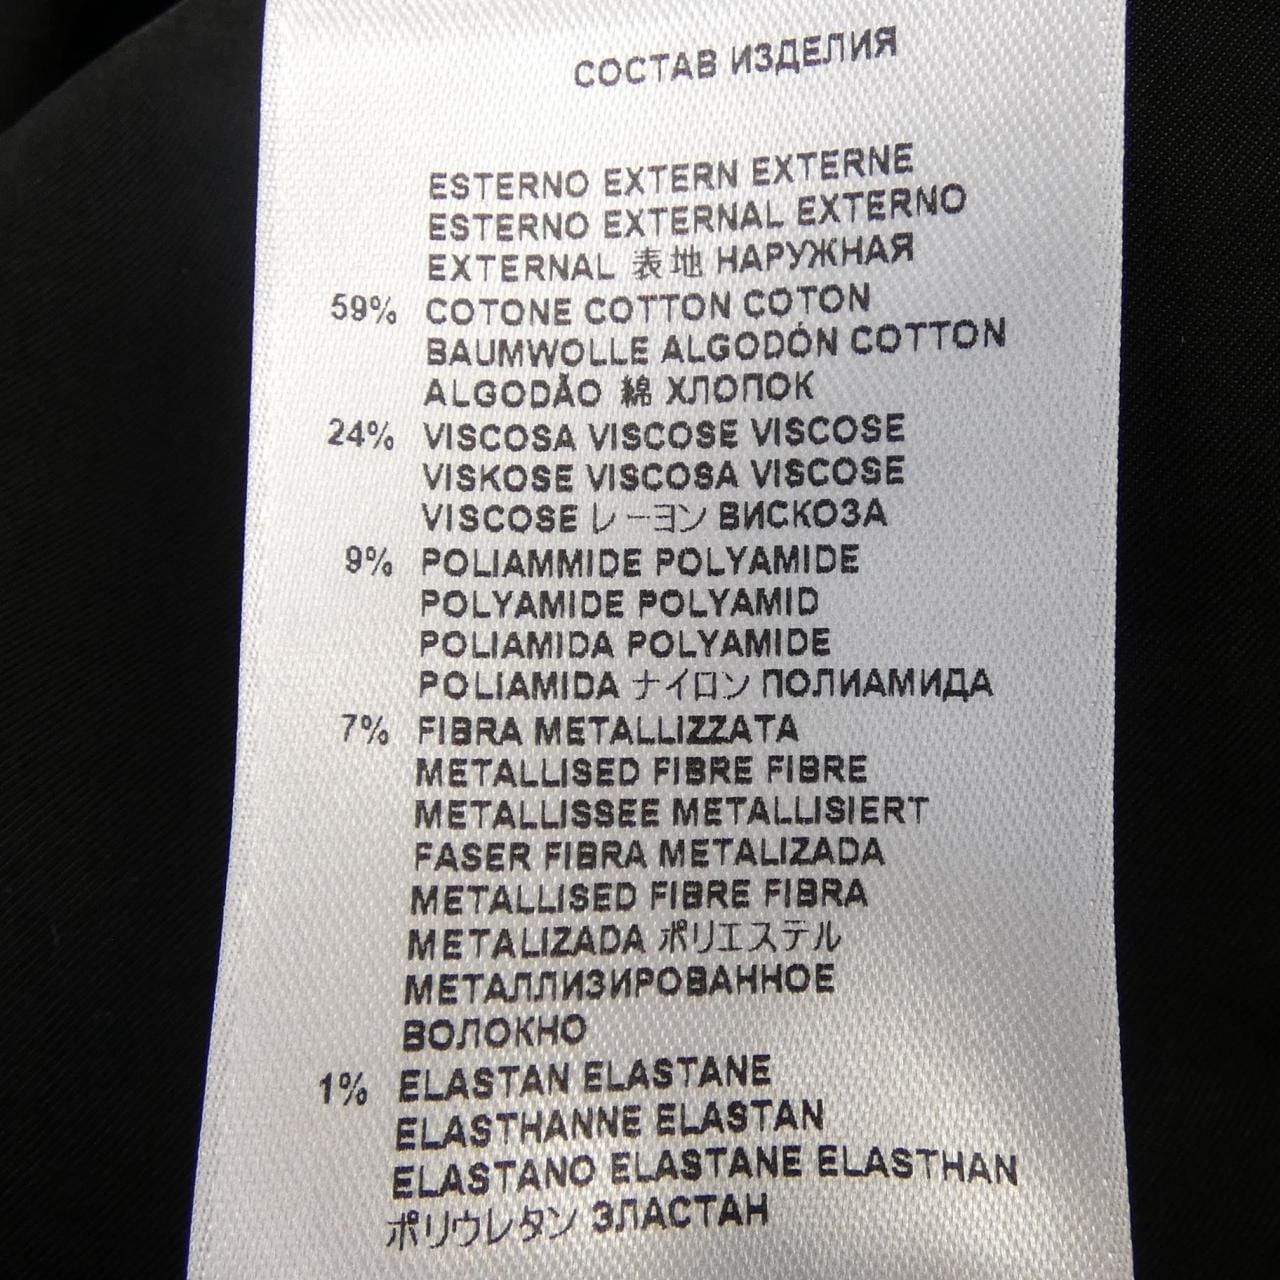 СОСТАВ ИЗДЕЛИЯ
ESTERNO EXTERN EXTERNE
ESTERNO EXTERNAL EXTERNO
EXTERNAL 表地 НАРУЖНАЯ
59% COTONE COTTON COTON
BAUMWOLLE ALGODÓN COTTON
ALGODÃO 綿 ХЛОПОК
24% VISCOSA VISCOSE VISCOSE
VISKOSE VISCOSA VISCOSE
VISCOSE レーヨン ВИСКОЗА
9% POLIAMMIDE POLYAMIDE
POLYAMIDE POLYAMID
POLIAMIDA POLYAMIDE
POLIAMIDA ナイロン ПОЛИАМИДА
7% FIBRA METALLIZZATA
METALLISED FIBRE FIBRE
METALLISSEE METALLISIERT
FASER FIBRA METALIZADA
METALLISED FIBRE FIBRA
METALIZADA ポリエステル
МЕТАЛЛИЗИРОВАННОЕ
ВОЛОКНО
1% ELASTAN ELASTANE
ELASTHANNE ELASTAN
ELASTANO ELASTANE ELASTHAN
ポリウレタン ЭЛАСТАН